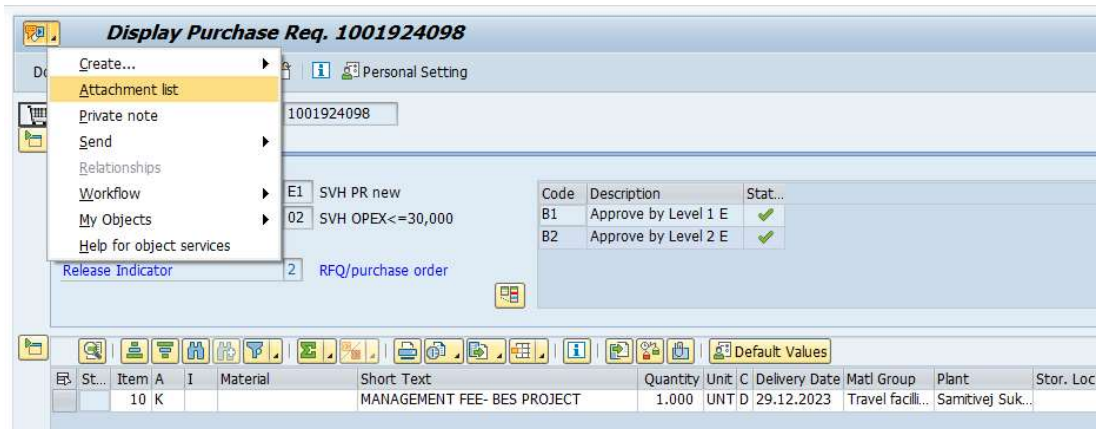 Display Purchase Req. 1001924098
Personal Setting
Create...
Attachment list
Private note
Send
Relationships
Workflow
My Objects
Help for object services
1001924098
E1 SVH PR new
02 SVH OPEX<=30,000
Release Indicator 2 RFQ/purchase order
Code Description Stat...
B1 Approve by Level 1 E
B2 Approve by Level 2 E
Default Values
St... Item A I Material Short Text Quantity Unit C Delivery Date Matl Group Plant Stor. Loc
10 K MANAGEMENT FEE- BES PROJECT 1.000 UNT D 29.12.2023 Travel facilli... Samitivej Suk...